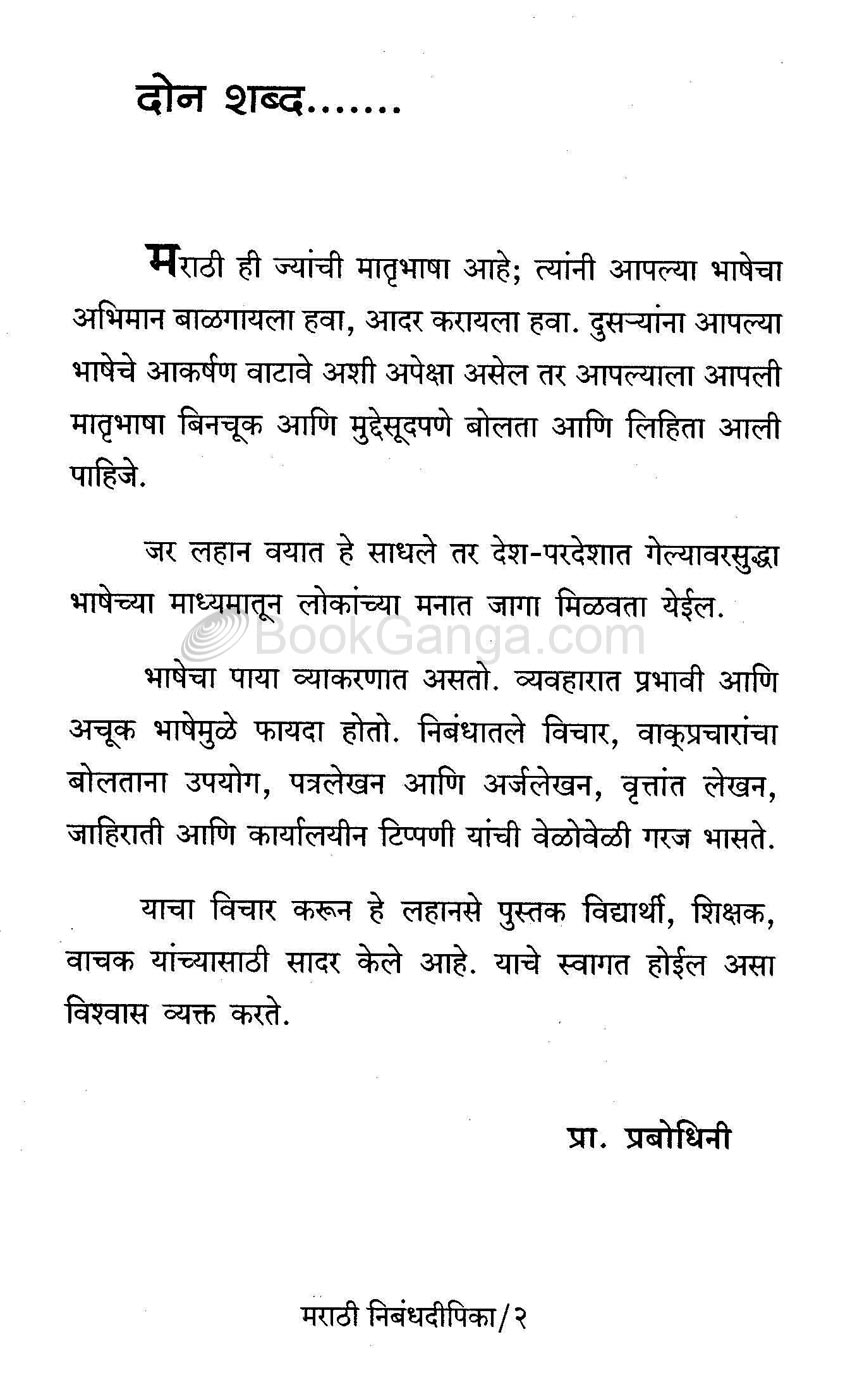 दोन शब्द.......
मराठी ही ज्यांची मातृभाषा आहे; त्यांनी आपल्या भाषेचा
अभिमान बाळगायला हवा, आदर करायला हवा. दुसऱ्यांना आपल्या
भाषेचे आकर्षण वाटावे अशी अपेक्षा असेल तर आपल्याला आपली
मातृभाषा बिनचूक आणि मुद्देसूदपणे बोलता आणि लिहिता आली
पाहिजे.
जर लहान वयात हे साधले तर देश-परदेशात गेल्यावरसुद्धा
भाषेच्या माध्यमातून लोकांच्या मनात जागा मिळवता येईल.
BookGanga.com
भाषेचा पाया व्याकरणात असतो. व्यवहारात प्रभावी आणि
अचूक भाषेमुळे फायदा होतो. निबंधातले विचार, वाक्‌प्रचारांचा
बोलताना उपयोग, पत्रलेखन आणि अर्जलेखन, वृत्तांत लेखन,
जाहिराती आणि कार्यालयीन टिप्पणी यांची वेळोवेळी गरज भासते.
याचा विचार करून हे लहानसे पुस्तक विद्यार्थी, शिक्षक,
वाचक यांच्यासाठी सादर केले आहे. याचे स्वागत होईल असा
विश्वास व्यक्त करते.
प्रा. प्रबोधिनी
मराठी निबंधदीपिका/२